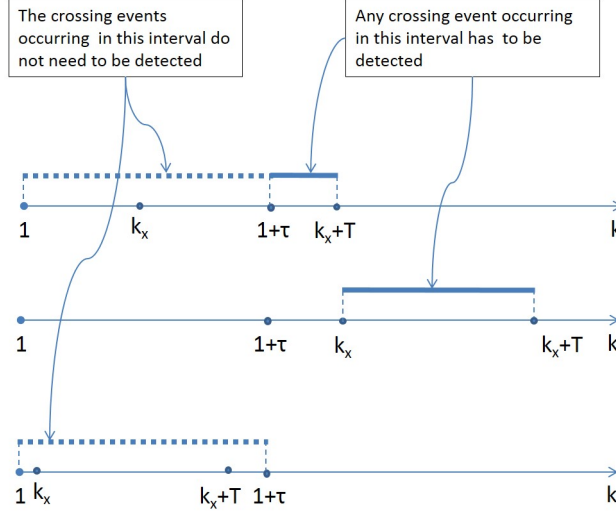 The crossing events
occurring in this interval do
not need to be detected
Any crossing event occurring
in this interval has to be
detected
1 kₓ 1+τ kₓ+T k
1 1+τ kₓ kₓ+T k
1 kₓ kₓ+T 1+τ k